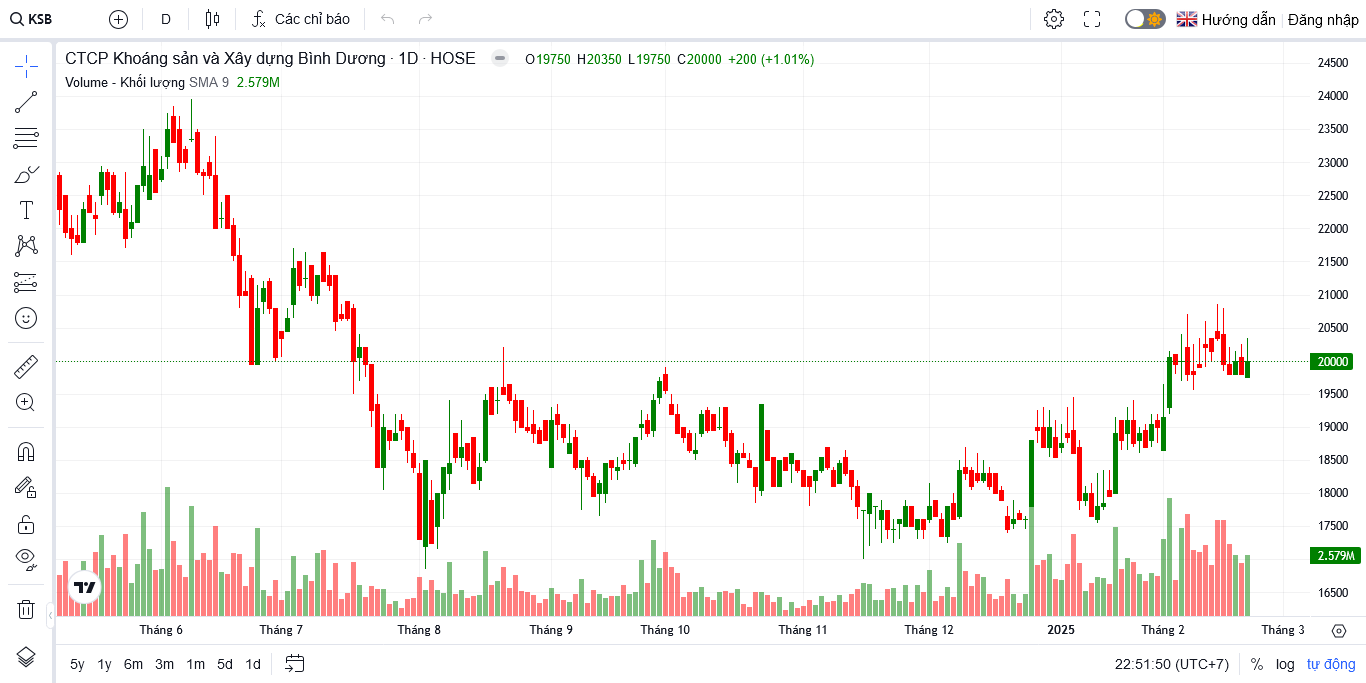 KSB D Các chỉ báo Hướng dẫn Đăng nhập
CTCP Khoáng sản và Xây dựng Bình Dương · 1D · HOSE O19750 H20350 L19750 C20000 +200 (+1.01%)
Volume - Khối lượng SMA 9 2.579M
24500
24000
23500
23000
22500
22000
21500
21000
20500
20000
19500
19000
18500
18000
17500
2.579M
16500
Tháng 6 Tháng 7 Tháng 8 Tháng 9 Tháng 10 Tháng 11 Tháng 12 2025 Tháng 2 Tháng 3
5y 1y 6m 3m 1m 5d 1d 22:51:50 (UTC+7) % log tự động